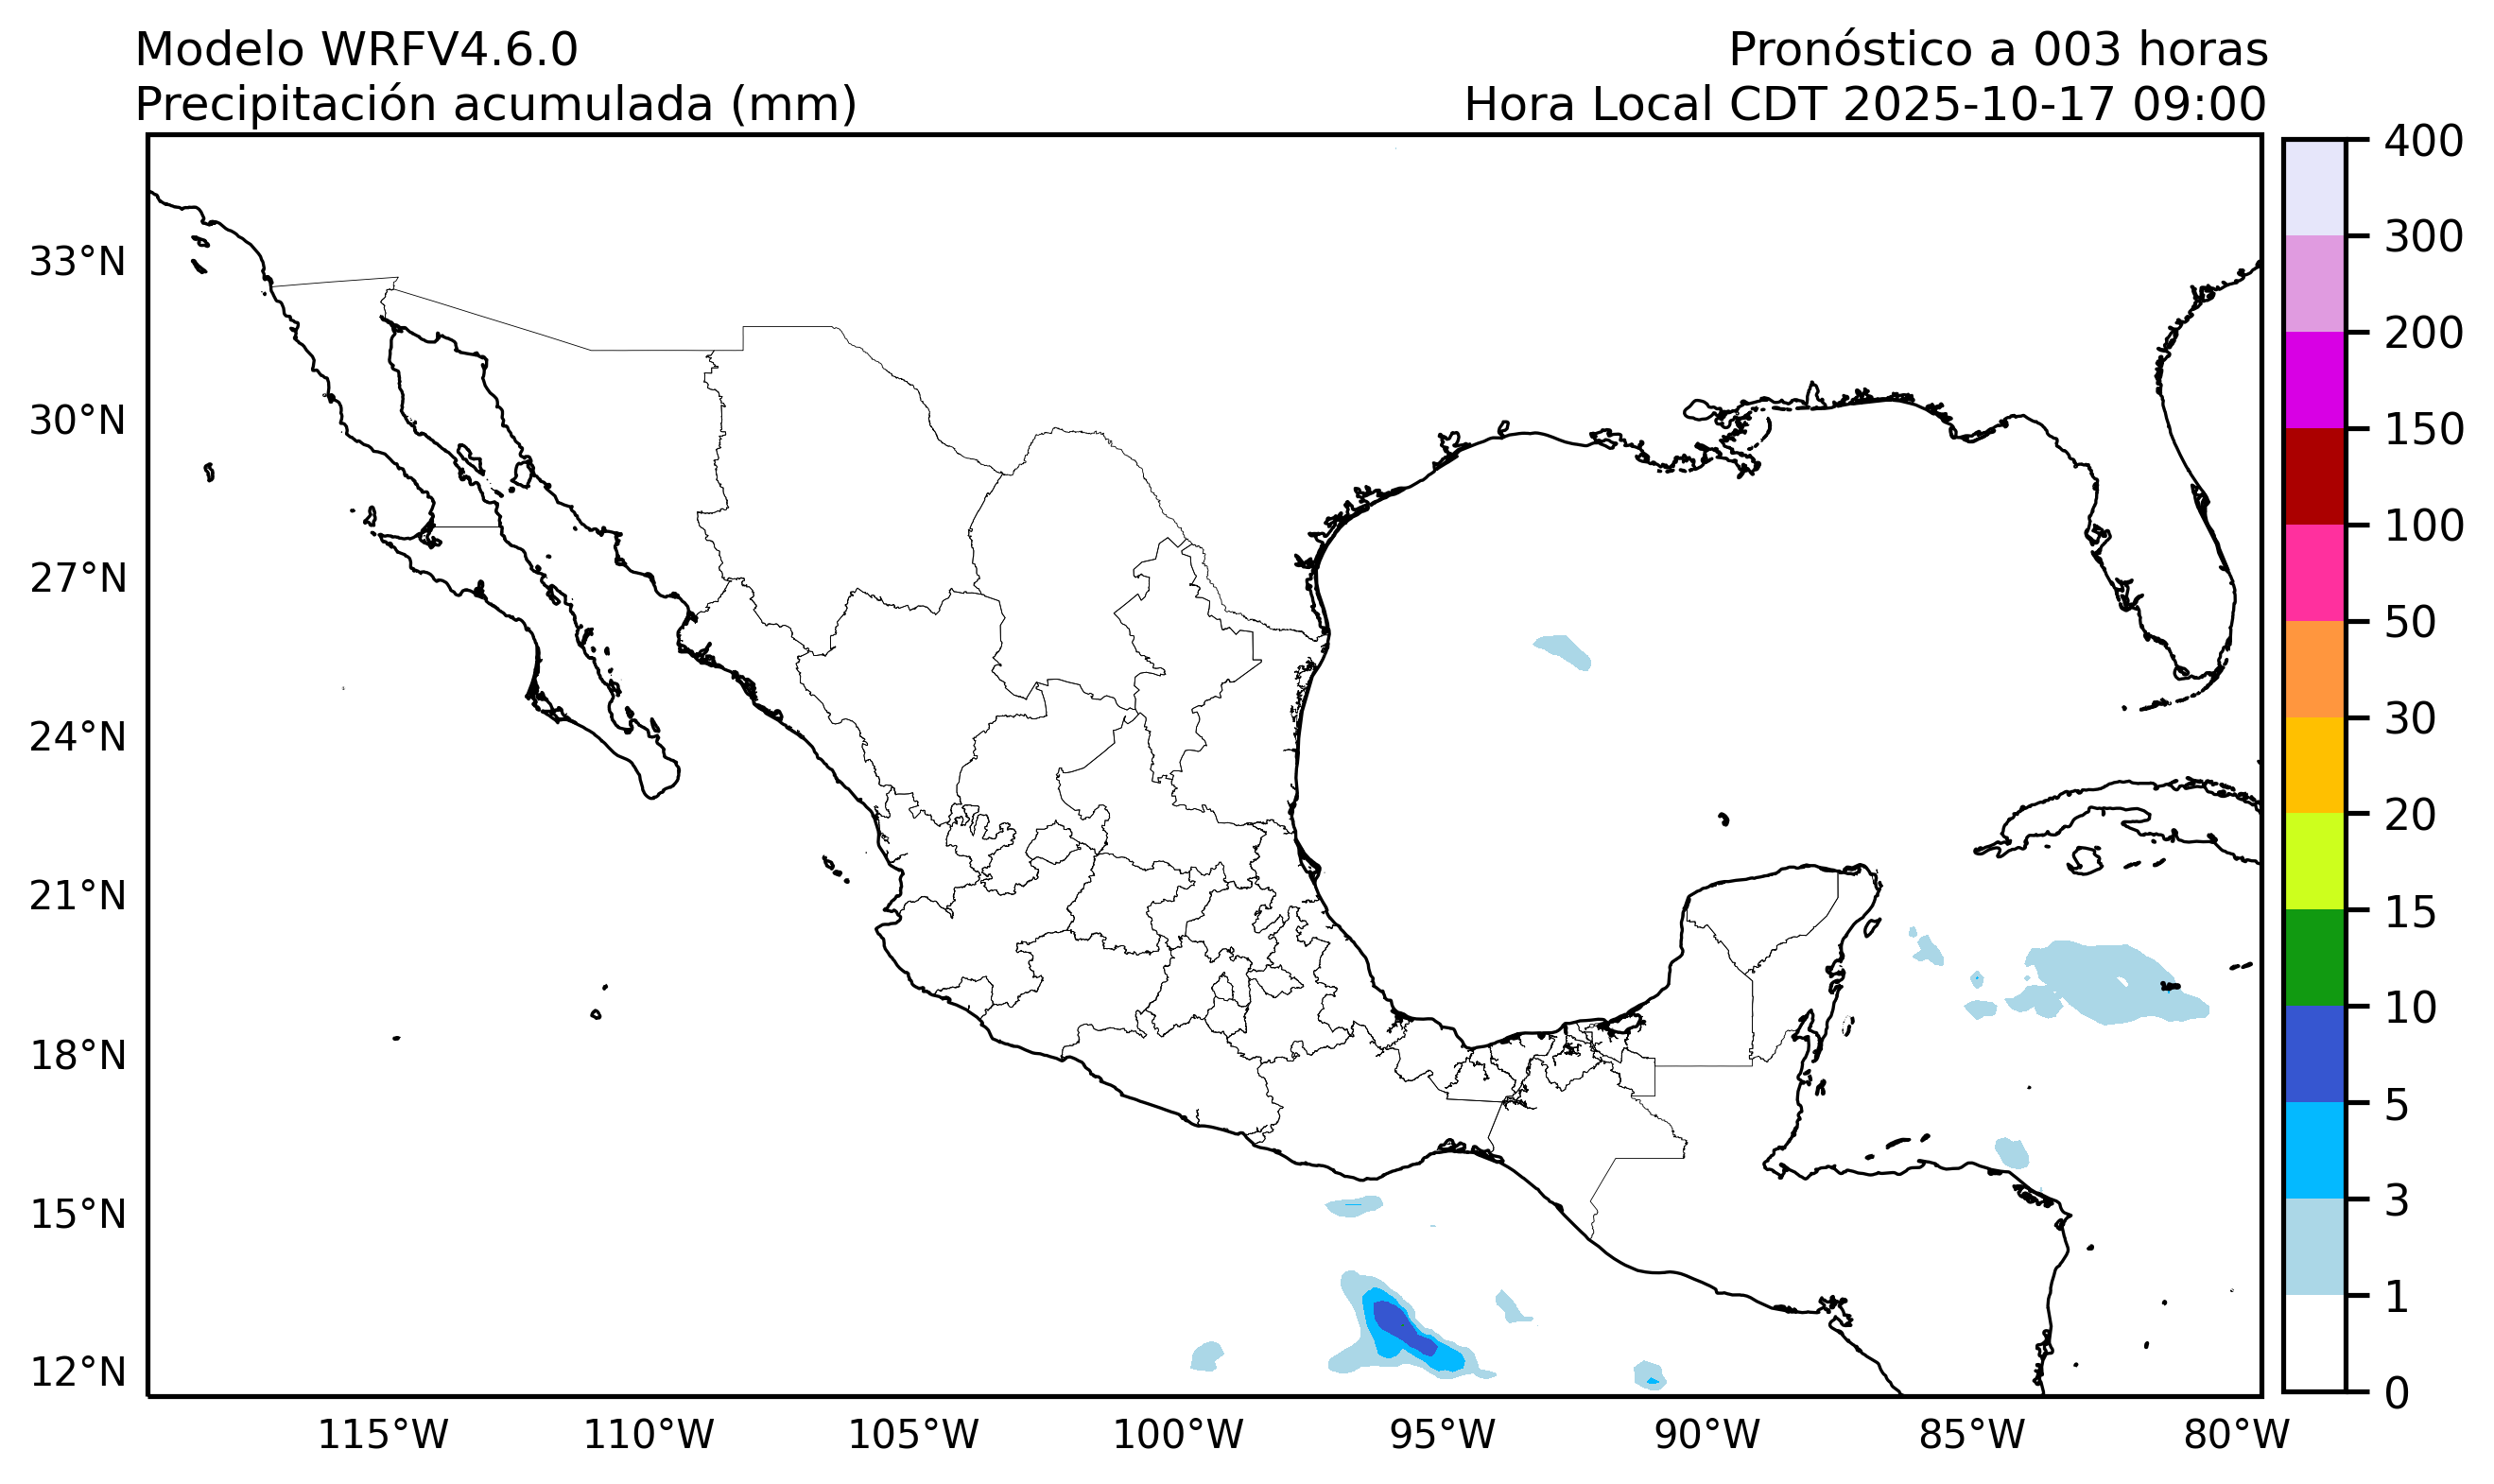 Modelo WRFV4.6.0
Pronóstico a 003 horas
Precipitación acumulada (mm)
Hora Local CDT 2025-10-17 09:00
33°N
30°N
27°N
24°N
21°N
18°N
15°N
12°N
115°W
110°W
105°W
100°W
95°W
90°W
85°W
80°W
400
300
200
150
100
50
30
20
15
10
5
3
1
0